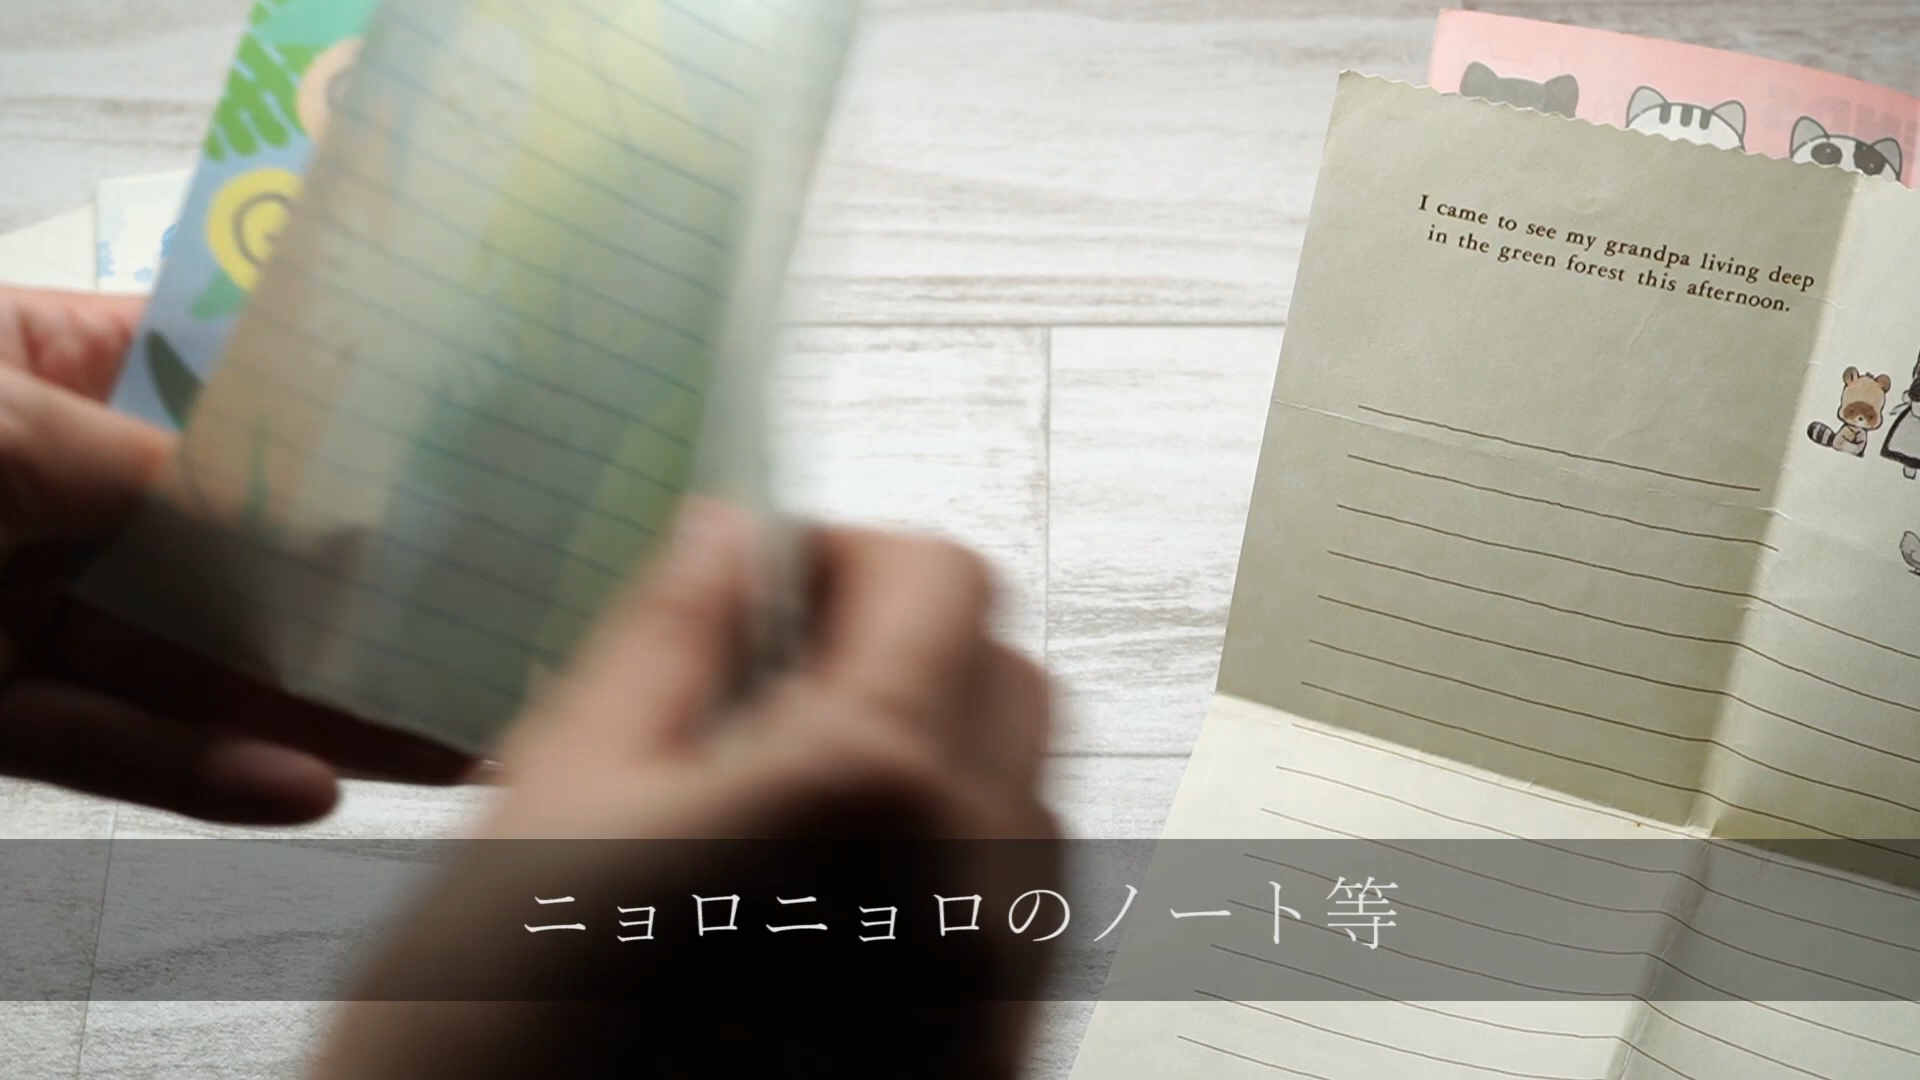 I came to see my grandpa living deep
in the green forest this afternoon.
ニョロニョロのノート等